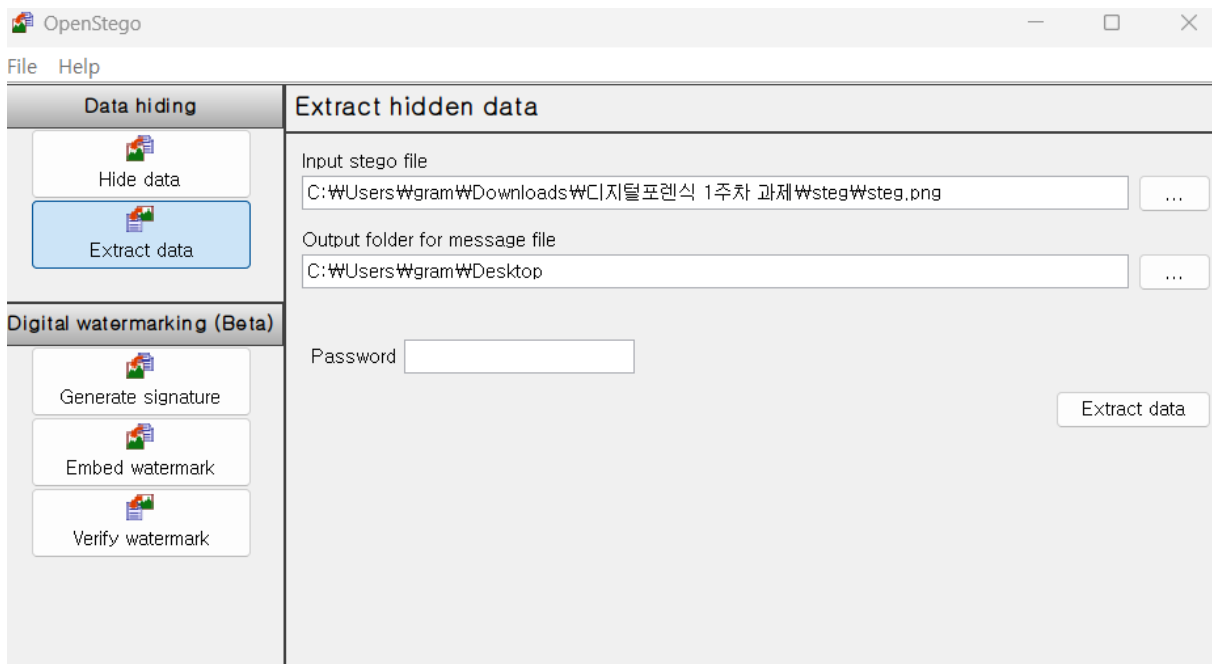 OpenStego
File Help
Data hiding
Hide data
Extract data
Digital watermarking (Beta)
Generate signature
Embed watermark
Verify watermark
Extract hidden data
Input stego file
C:₩Users₩gram₩Downloads₩디지털포렌식 1주차 과제₩steg₩steg.png
...
Output folder for message file
C:₩Users₩gram₩Desktop
...
Password
Extract data